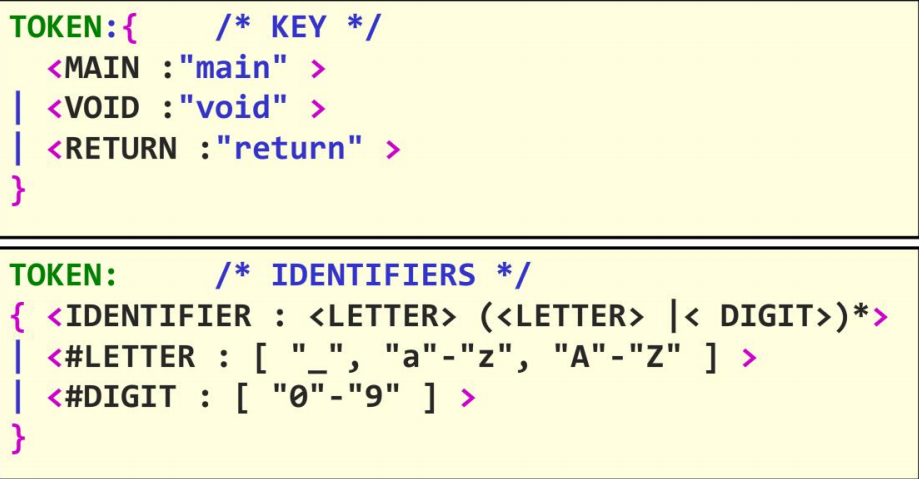 TOKEN:{    /* KEY */
  <MAIN :"main" >
| <VOID :"void" >
| <RETURN :"return" >
}
TOKEN:     /* IDENTIFIERS */
{ <IDENTIFIER : <LETTER> (<LETTER> |< DIGIT>)*>
| <#LETTER : [ "_", "a"-"z", "A"-"Z" ] >
| <#DIGIT : [ "0"-"9" ] >
}